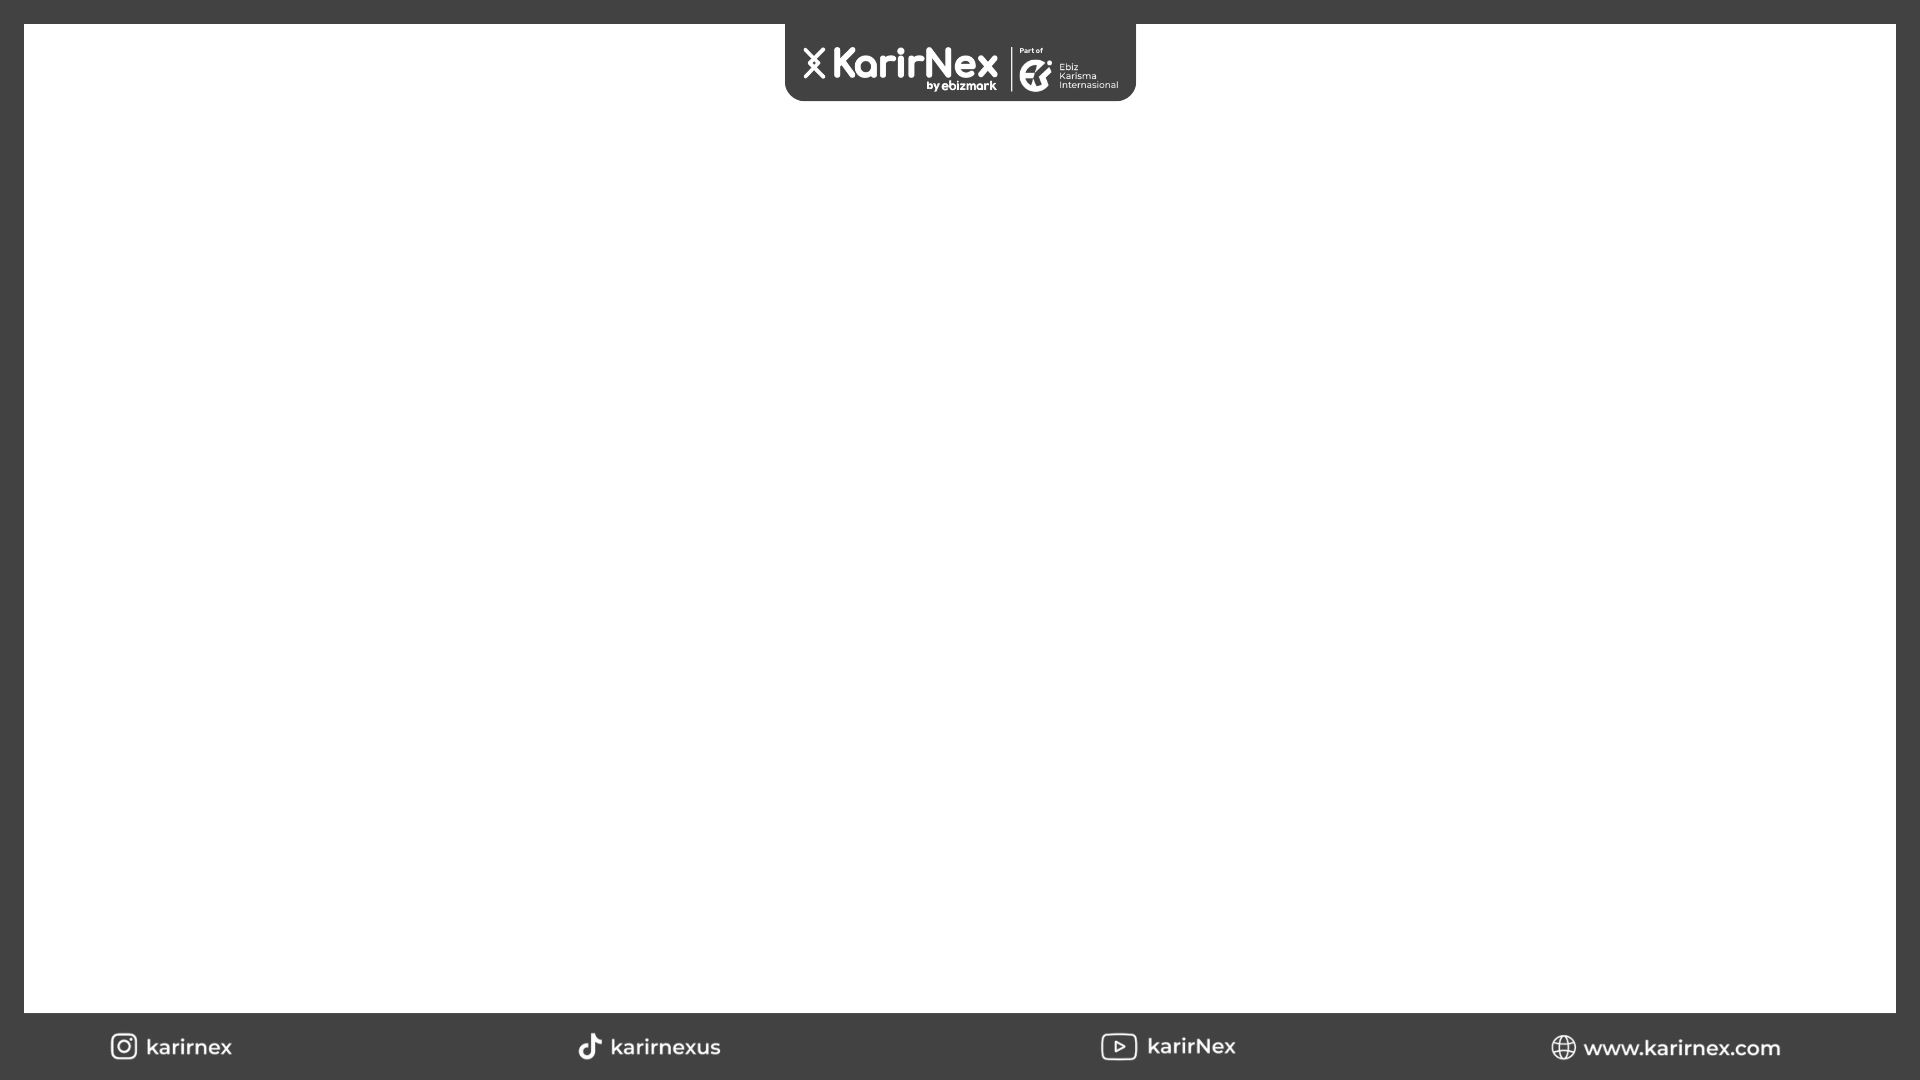 KarirNex
by ebizmark
Part of
Ebiz
Karisma
Internasional
karirnex
karirnexus
karirNex
www.karirnex.com